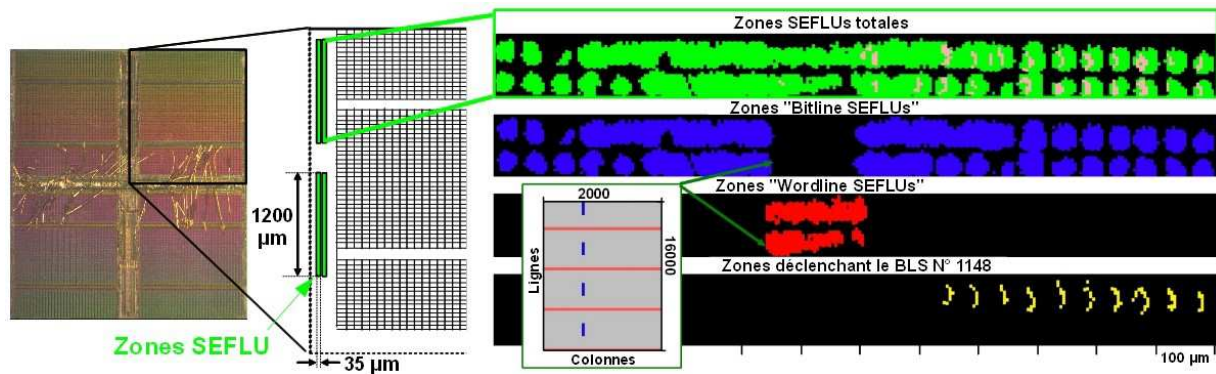 Zones SEFLUs totales
Zones "Bitline SEFLUs"
Zones "Wordline SEFLUs"
Zones déclenchant le BLS N° 1148
1200
µm
Zones SEFLU
35 µm
2000
Lignes
16000
Colonnes
100 µm